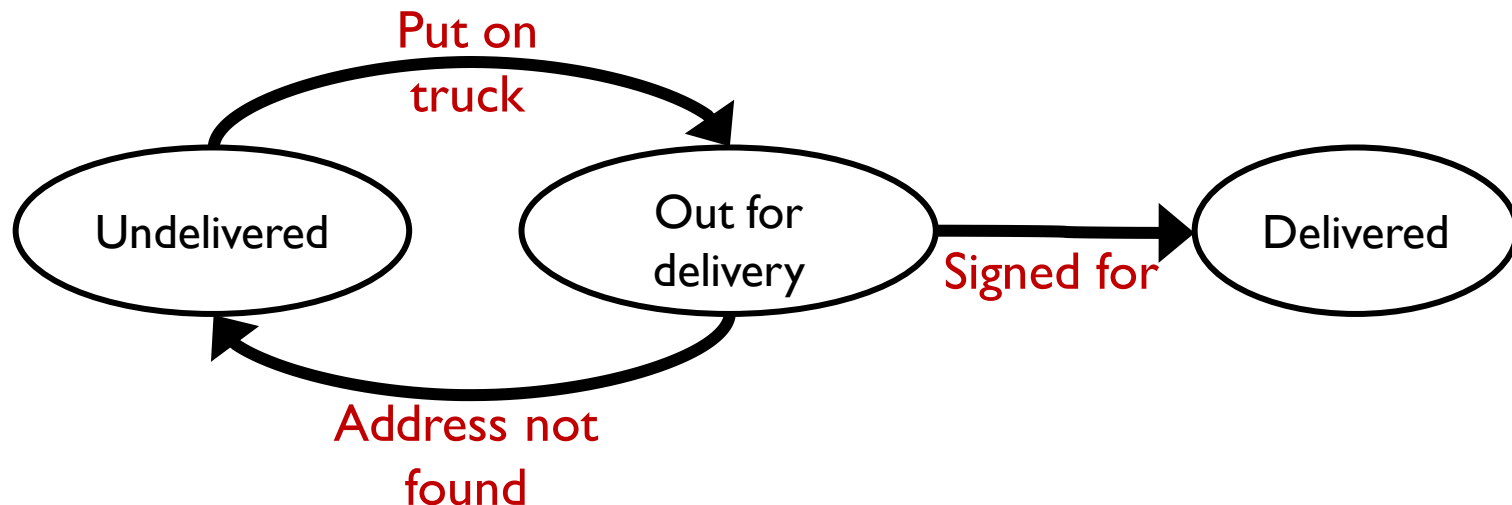 Put on
truck
Undelivered
Out for
delivery
Delivered
Signed for
Address not
found